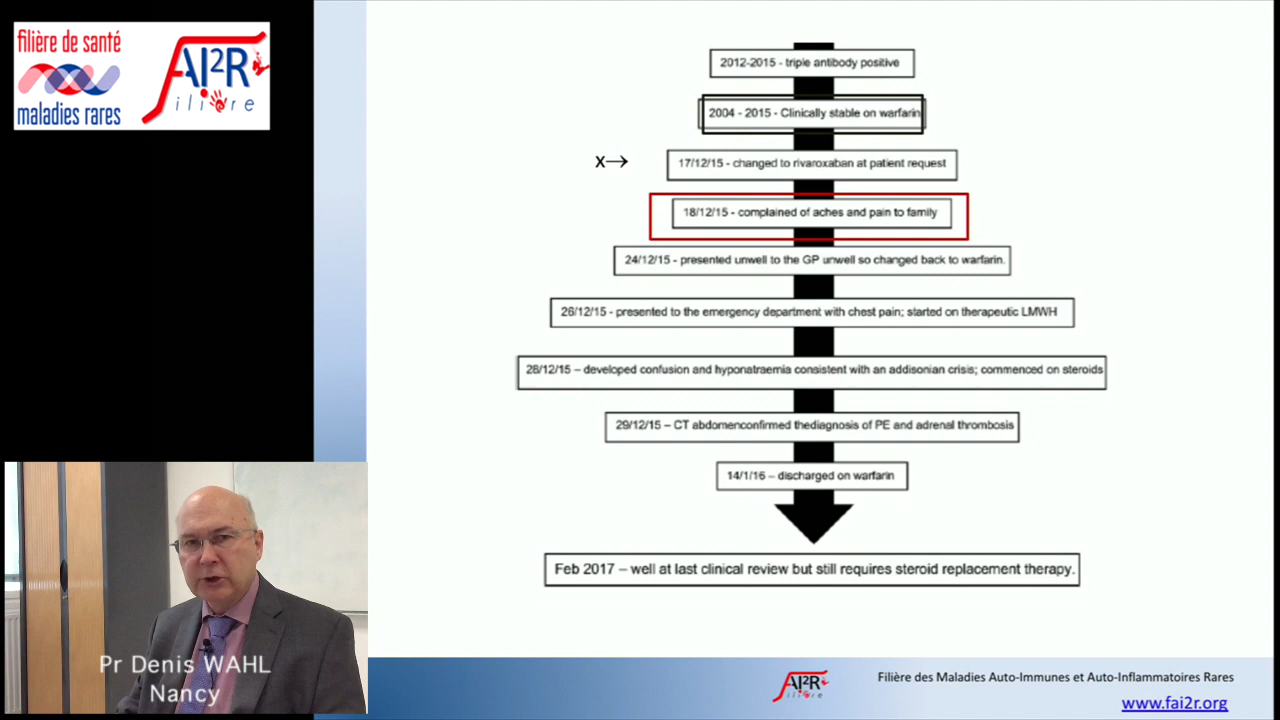 filière de santé
maladies rares
FAI²R
filière
2012-2015 - triple antibody positive
2004 - 2015 - Clinically stable on warfarin
x→
17/12/15 - changed to rivaroxaban at patient request
18/12/15 - complained of aches and pain to family
24/12/15 - presented unwell to the GP unwell so changed back to warfarin.
26/12/15 - presented to the emergency department with chest pain; started on therapeutic LMWH
28/12/15 – developed confusion and hyponatraemia consistent with an addisonian crisis; commenced on steroids
29/12/15 – CT abdomenconfirmed thediagnosis of PE and adrenal thrombosis
14/1/16 – discharged on warfarin
Feb 2017 – well at last clinical review but still requires steroid replacement therapy.
Pr Denis WAHL
Nancy
FAI²R
filière
Filière des Maladies Auto-Immunes et Auto-Inflammatoires Rares
www.fai2r.org